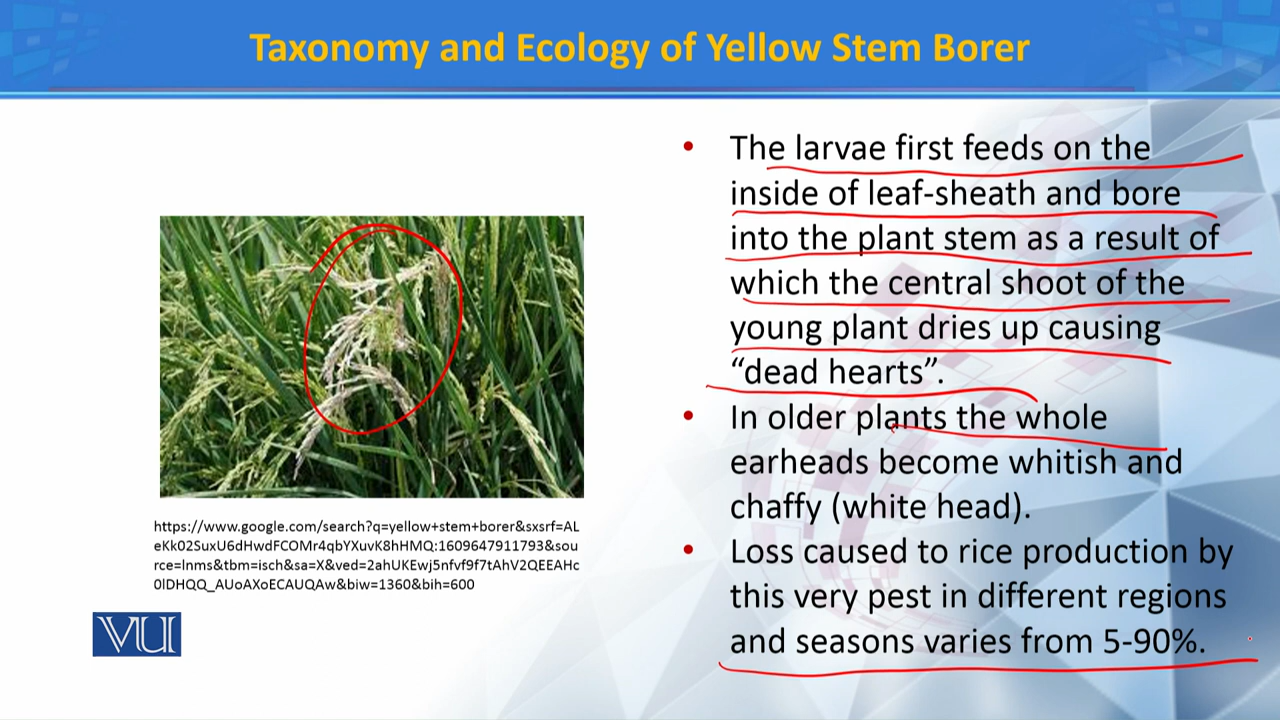 Taxonomy and Ecology of Yellow Stem Borer
• The larvae first feeds on the
inside of leaf-sheath and bore
into the plant stem as a result of
which the central shoot of the
young plant dries up causing
“dead hearts”.
• In older plants the whole
earheads become whitish and
chaffy (white head).
• Loss caused to rice production by
this very pest in different regions
and seasons varies from 5-90%.
https://www.google.com/search?q=yellow+stem+borer&sxsrf=AL
eKk02SuxU6dHwdFCOMr4qbYXuvK8hHMQ:1609647911793&sou
rce=lnms&tbm=isch&sa=X&ved=2ahUKEwj5nfvf9f7tAhV2QEEAHc
0lDHQQ_AUoAXoECAUQAw&biw=1360&bih=600
VU